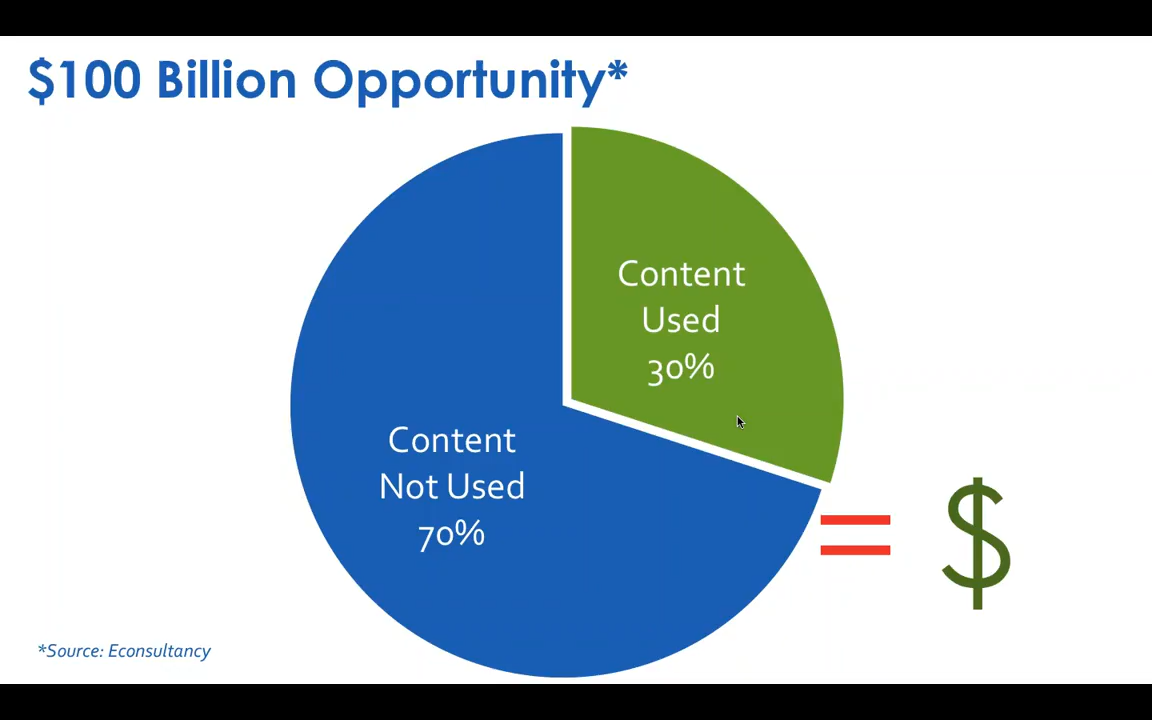 $100 Billion Opportunity*
Content
Used
30%
Content
Not Used
70%
= $
*Source: Econsultancy